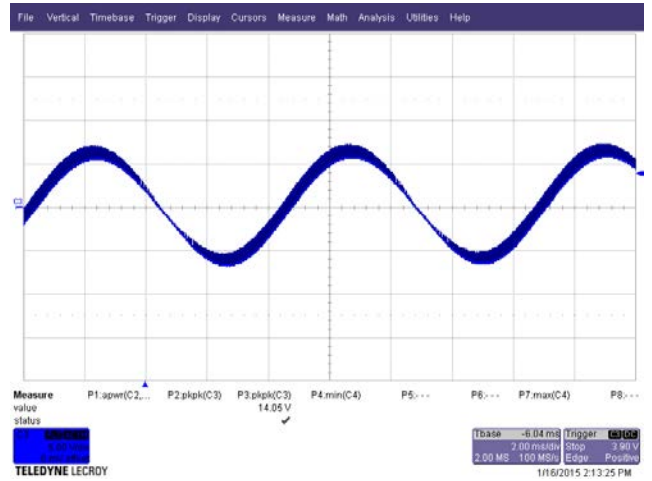 File Vertical Timebase Trigger Display Cursors Measure Math Analysis Utilities Help
Measure P1:apwr(C2,... P2:pkpk(C3) P3:pkpk(C3) P4:min(C4) P5:- - - P6:- - - P7:max(C4) P8:- - -
value 14.05 V
status ✓
C3
Tbase -6.04 ms Trigger C3 DC
2.00 ms/div Stop 3.90 V
2.00 MS 100 MS/s Edge Positive
TELEDYNE LECROY
1/16/2015 2:13:25 PM